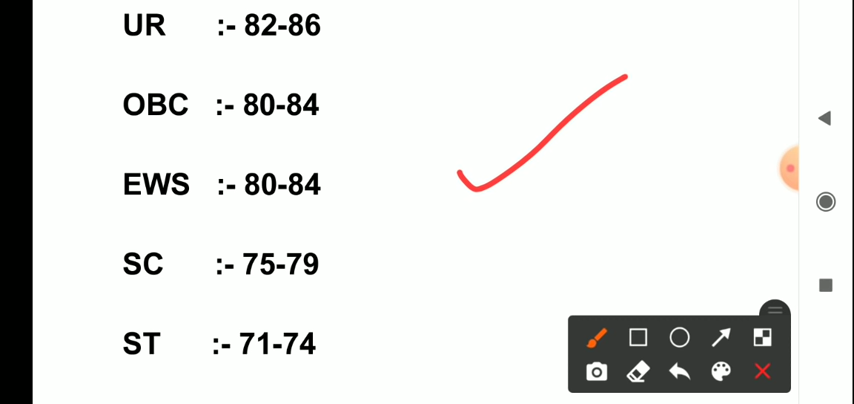 UR :- 82-86
OBC :- 80-84
EWS :- 80-84
SC :- 75-79
ST :- 71-74